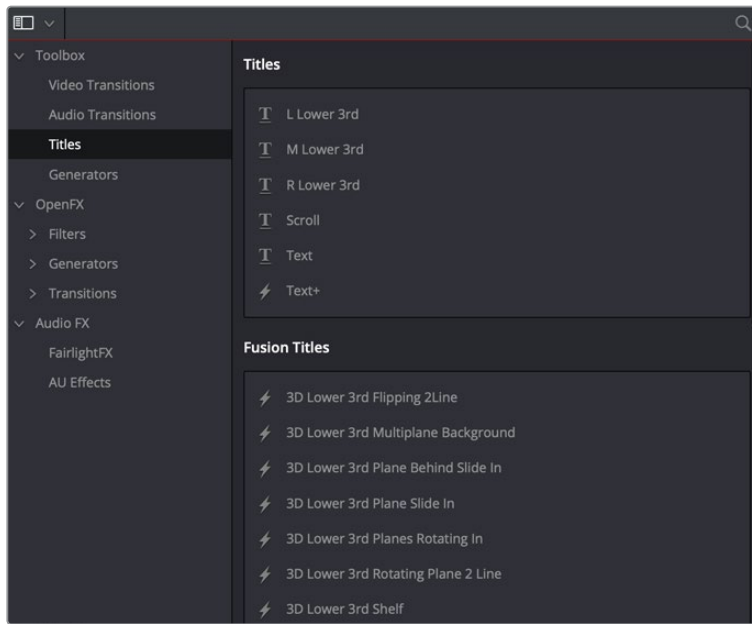 Toolbox
Video Transitions
Audio Transitions
Titles
Generators
OpenFX
Filters
Generators
Transitions
Audio FX
FairlightFX
AU Effects
Titles
L Lower 3rd
M Lower 3rd
R Lower 3rd
Scroll
Text
Text+
Fusion Titles
3D Lower 3rd Flipping 2Line
3D Lower 3rd Multiplane Background
3D Lower 3rd Plane Behind Slide In
3D Lower 3rd Plane Slide In
3D Lower 3rd Planes Rotating In
3D Lower 3rd Rotating Plane 2 Line
3D Lower 3rd Shelf